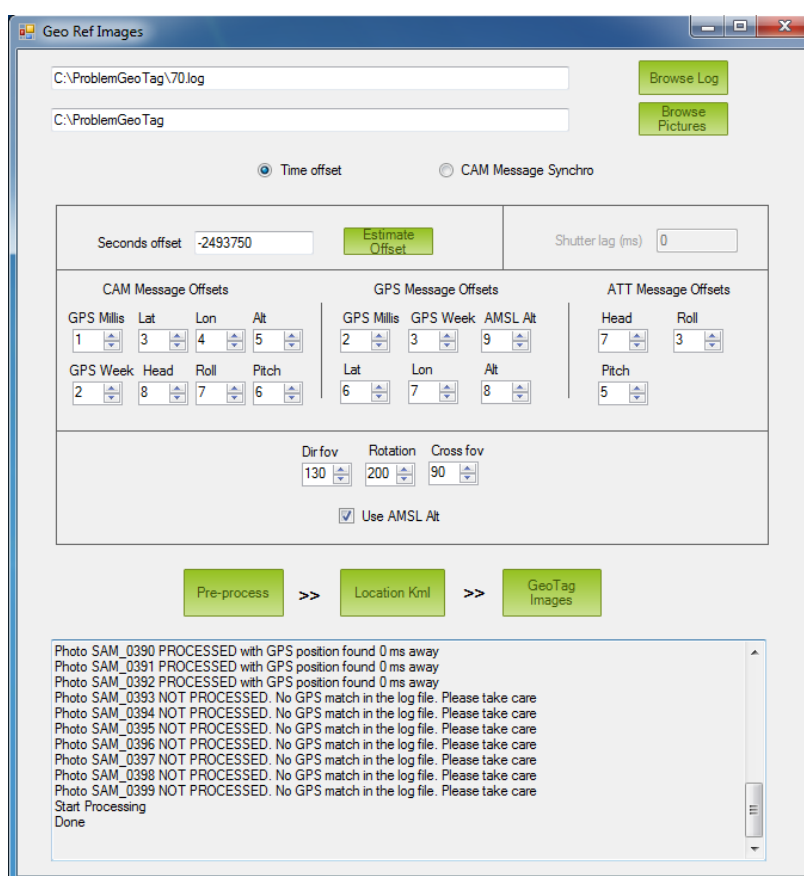 Geo Ref Images
C:\ProblemGeoTag\70.log
Browse Log
C:\ProblemGeoTag
Browse
Pictures
Time offset
CAM Message Synchro
Seconds offset
-2493750
Estimate
Offset
Shutter lag (ms)
0
CAM Message Offsets
GPS Millis Lat Lon Alt
1 3 4 5
GPS Week Head Roll Pitch
2 8 7 6
GPS Message Offsets
GPS Millis GPS Week AMSL Alt
2 3 9
Lat Lon Alt
6 7 8
ATT Message Offsets
Head Roll
7 3
Pitch
5
Dir fov Rotation Cross fov
130 200 90
Use AMSL Alt
Pre-process
>>
Location Kml
>>
GeoTag
Images
Photo SAM_0390 PROCESSED with GPS position found 0 ms away
Photo SAM_0391 PROCESSED with GPS position found 0 ms away
Photo SAM_0392 PROCESSED with GPS position found 0 ms away
Photo SAM_0393 NOT PROCESSED. No GPS match in the log file. Please take care
Photo SAM_0394 NOT PROCESSED. No GPS match in the log file. Please take care
Photo SAM_0395 NOT PROCESSED. No GPS match in the log file. Please take care
Photo SAM_0396 NOT PROCESSED. No GPS match in the log file. Please take care
Photo SAM_0397 NOT PROCESSED. No GPS match in the log file. Please take care
Photo SAM_0398 NOT PROCESSED. No GPS match in the log file. Please take care
Photo SAM_0399 NOT PROCESSED. No GPS match in the log file. Please take care
Start Processing
Done